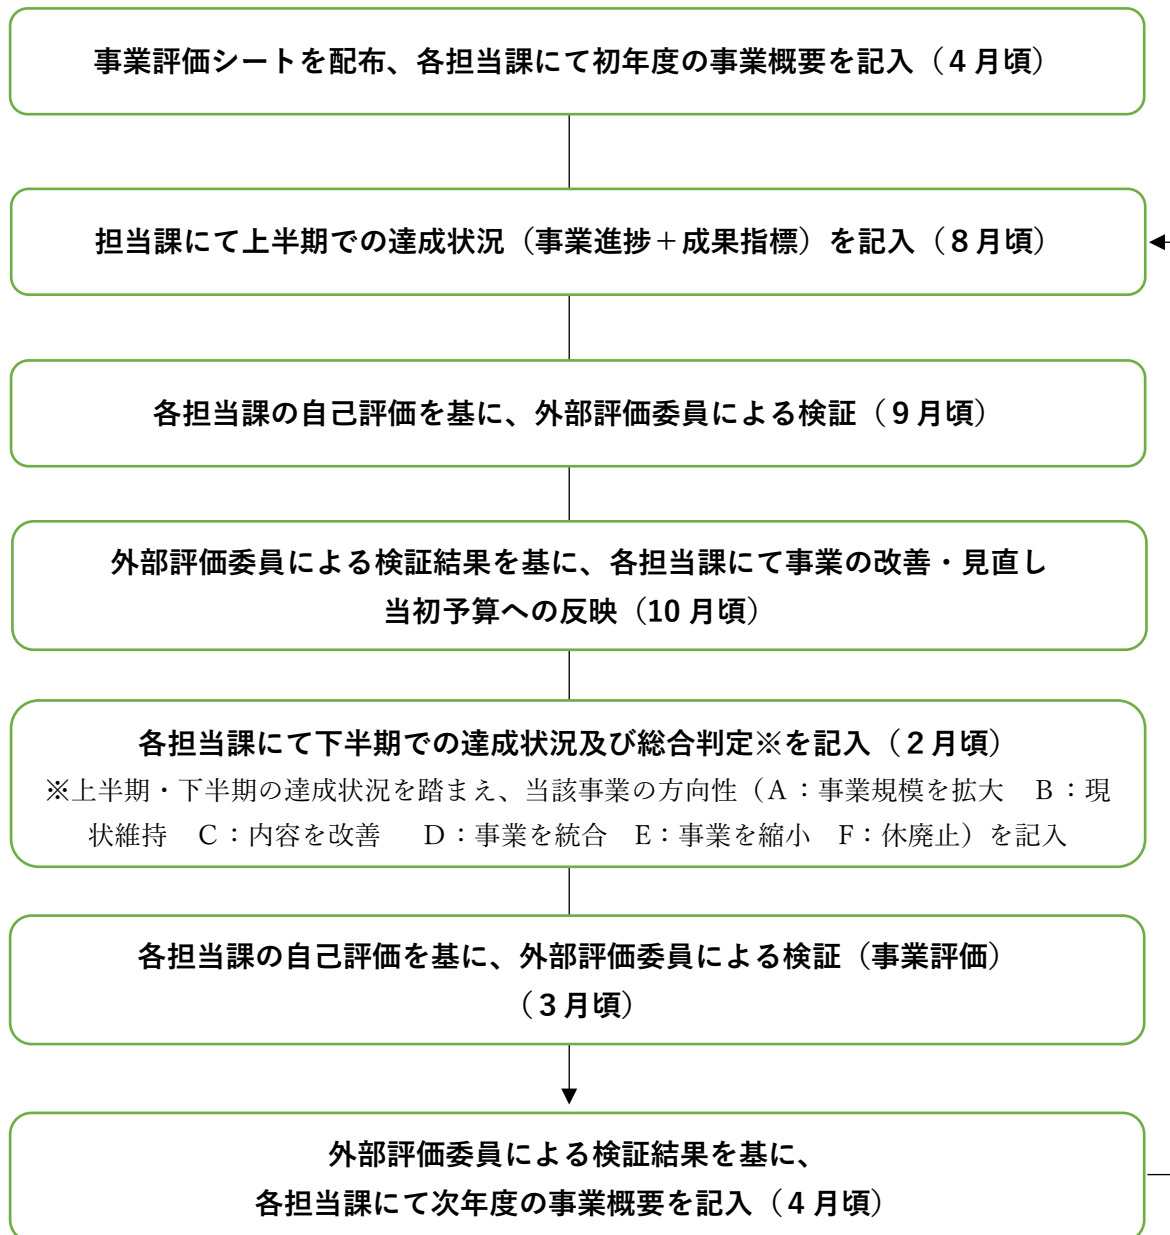 事業評価シートを配布、各担当課にて初年度の事業概要を記入（４月頃）
担当課にて上半期での達成状況（事業進捗＋成果指標）を記入（８月頃）
各担当課の自己評価を基に、外部評価委員による検証（９月頃）
外部評価委員による検証結果を基に、各担当課にて事業の改善・見直し
当初予算への反映（10 月頃）
各担当課にて下半期での達成状況及び総合判定※を記入（２月頃）
※上半期・下半期の達成状況を踏まえ、当該事業の方向性（Ａ：事業規模を拡大　Ｂ：現
状維持　Ｃ：内容を改善　 Ｄ：事業を統合　Ｅ：事業を縮小　Ｆ：休廃止）を記入
各担当課の自己評価を基に、外部評価委員による検証（事業評価）
（３月頃）
外部評価委員による検証結果を基に、
各担当課にて次年度の事業概要を記入（４月頃）